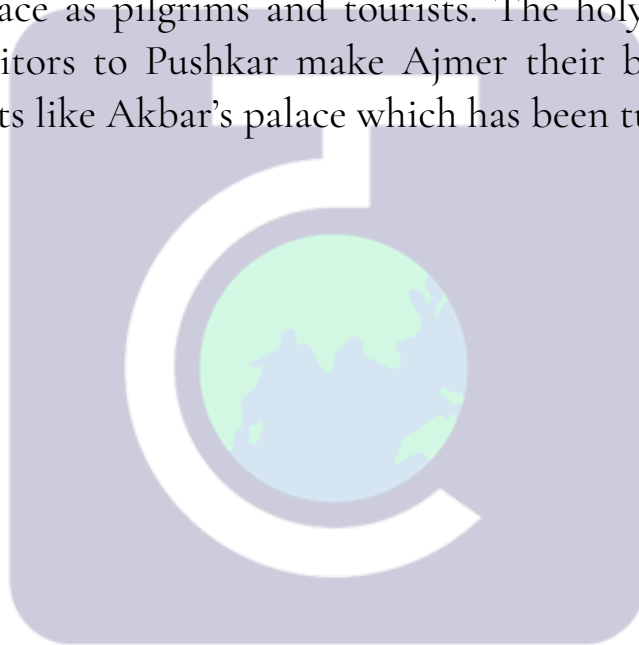 ace as pilgrims and tourists. The holy
itors to Pushkar make Ajmer their b
ts like Akbar’s palace which has been tu